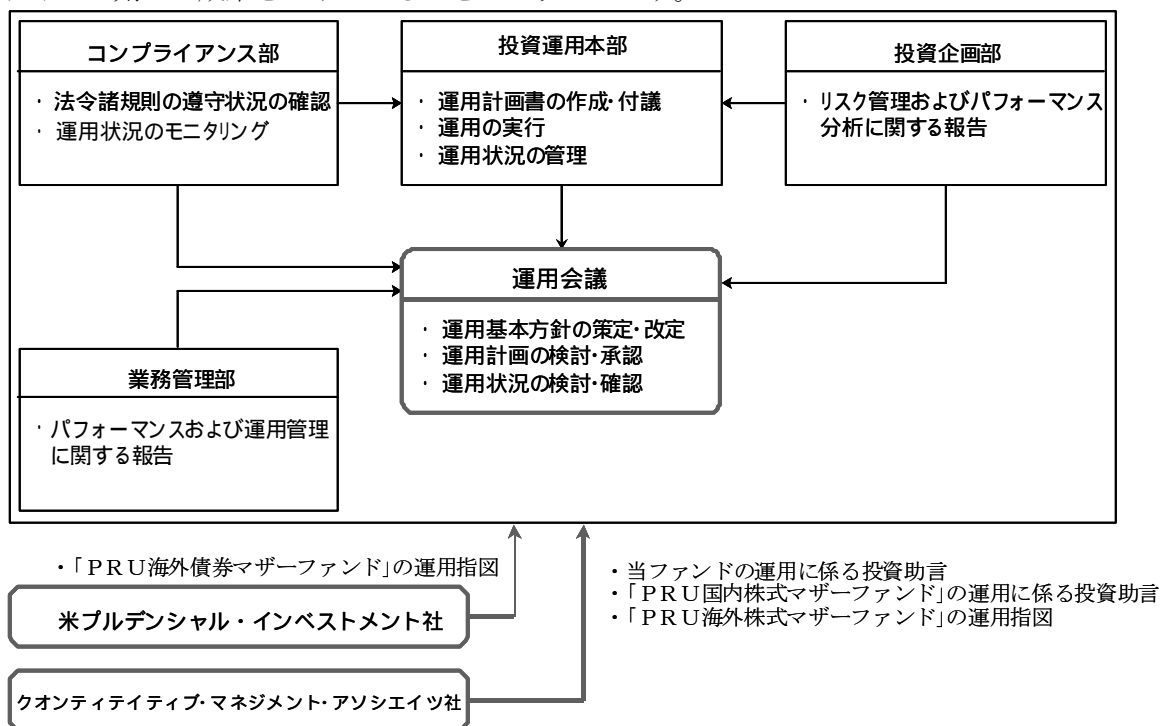 コンプライアンス部
・法令諸規則の遵守状況の確認
・運用状況のモニタリング
投資運用本部
・運用計画書の作成・付議
・運用の実行
・運用状況の管理
投資企画部
・リスク管理およびパフォーマンス
分析に関する報告
運用会議
・運用基本方針の策定・改定
・運用計画の検討・承認
・運用状況の検討・確認
業務管理部
・パフォーマンスおよび運用管理
に関する報告
・「PRU海外債券マザーファンド」の運用指図
・当ファンドの運用に係る投資助言
・「PRU国内株式マザーファンド」の運用に係る投資助言
・「PRU海外株式マザーファンド」の運用指図
米プルデンシャル・インベストメント社
クオンティテイティブ・マネジメント・アソシエイツ社